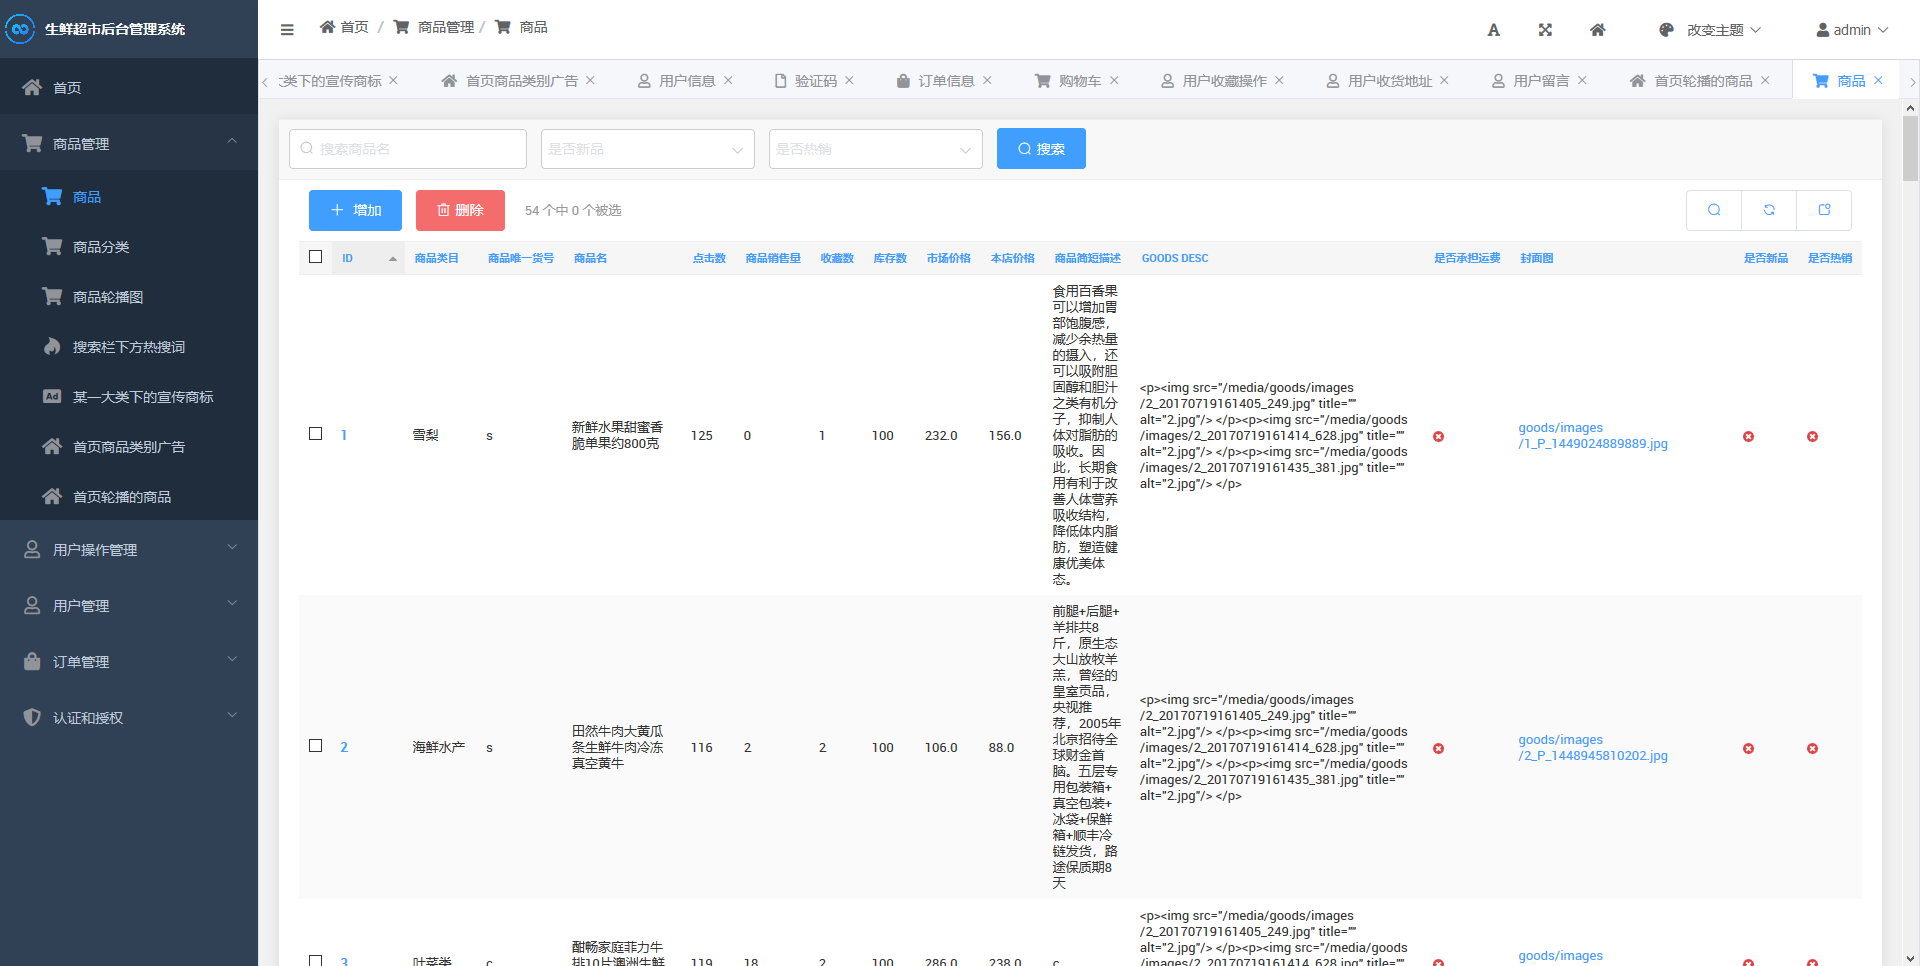 生鲜超市后台管理系统
首页 / 商品管理 / 商品
改变主题
admin
类下的宣传商标
首页商品类别广告
用户信息
验证码
订单信息
购物车
用户收藏操作
用户收货地址
用户留言
首页轮播的商品
商品
首页
商品管理
商品
商品分类
商品轮播图
搜索栏下方热搜词
Ad
某一大类下的宣传商标
首页商品类别广告
首页轮播的商品
用户操作管理
用户管理
订单管理
认证和授权
搜索商品名
是否新品
是否热销
搜索
增加
删除
54 个中 0 个被选
ID 商品类目 商品唯一货号 商品名 点击数 商品销售量 收藏数 库存数 市场价格 本店价格 商品简短描述 GOODS DESC 是否承担运费 封面图 是否新品 是否热销
1
雪梨
s
新鲜水果甜蜜香
脆单果约800克
125
0
1
100
232.0
156.0
食用百香果
可以增加胃
部饱腹感，
减少余热量
的摄入，还
可以吸附胆
固醇和胆汁
之类有机分
子，抑制人
体对脂肪的
吸收。因
此，长期食
用有利于改
善人体营养
吸收结构，
降低体内脂
肪，塑造健
康优美体
态。
<p><img src="/media/goods/images
/2_20170719161405_249.jpg" title=""
alt="2.jpg"/> </p><p><img src="/media/goods
/images/2_20170719161414_628.jpg" title=""
alt="2.jpg"/> </p><p><img src="/media/goods
/images/2_20170719161435_381.jpg" title=""
alt="2.jpg"/> </p>
goods/images
/1_P_1449024889889.jpg
2
海鲜水产
s
田然牛肉大黄瓜
条生鲜牛肉冷冻
真空黄牛
116
2
2
100
106.0
88.0
前腿+后腿+
羊排共8
斤，原生态
大山放牧羊
羔，曾经的
皇室贡品，
央视推
荐，2005年
北京招待全
球财金首
脑。五层专
用包装箱+
真空包装+
冰袋+保鲜
箱+顺丰冷
链发货，路
途保质期8
天
<p><img src="/media/goods/images
/2_20170719161405_249.jpg" title=""
alt="2.jpg"/> </p><p><img src="/media/goods
/images/2_20170719161414_628.jpg" title=""
alt="2.jpg"/> </p><p><img src="/media/goods
/images/2_20170719161435_381.jpg" title=""
alt="2.jpg"/> </p>
goods/images
/2_P_1448945810202.jpg
3
叶菜类
c
酣畅家庭菲力牛
排10片澳洲生鲜
119
18
2
100
286.0
238.0
c
<p><img src="/media/goods/images
/2_20170719161405_249.jpg" title=""
alt="2.jpg"/> </p><p><img src="/media/goods
/images/2_20170719161414_628.jpg" title=""
goods/images